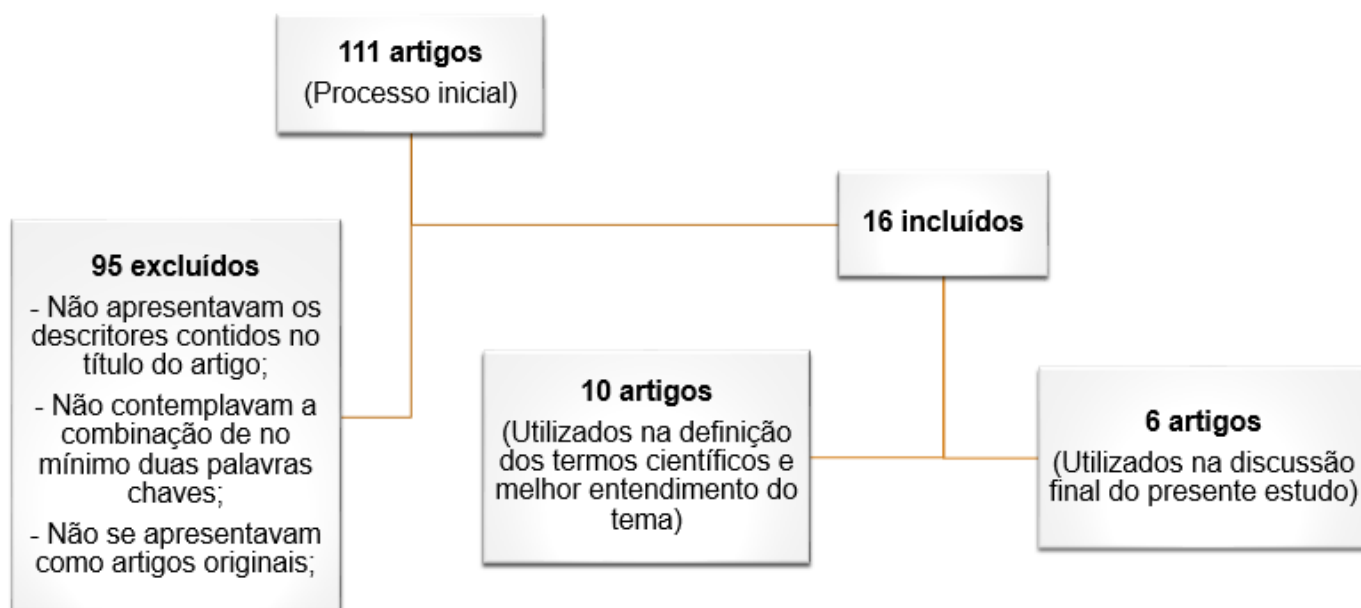 111 artigos
(Processo inicial)
16 incluídos
95 excluídos
- Não apresentavam os
descritores contidos no
título do artigo;
- Não contemplavam a
combinação de no
mínimo duas palavras
chaves;
- Não se apresentavam
como artigos originais;
10 artigos
(Utilizados na definição
dos termos científicos e
melhor entendimento do
tema)
6 artigos
(Utilizados na discussão
final do presente estudo)